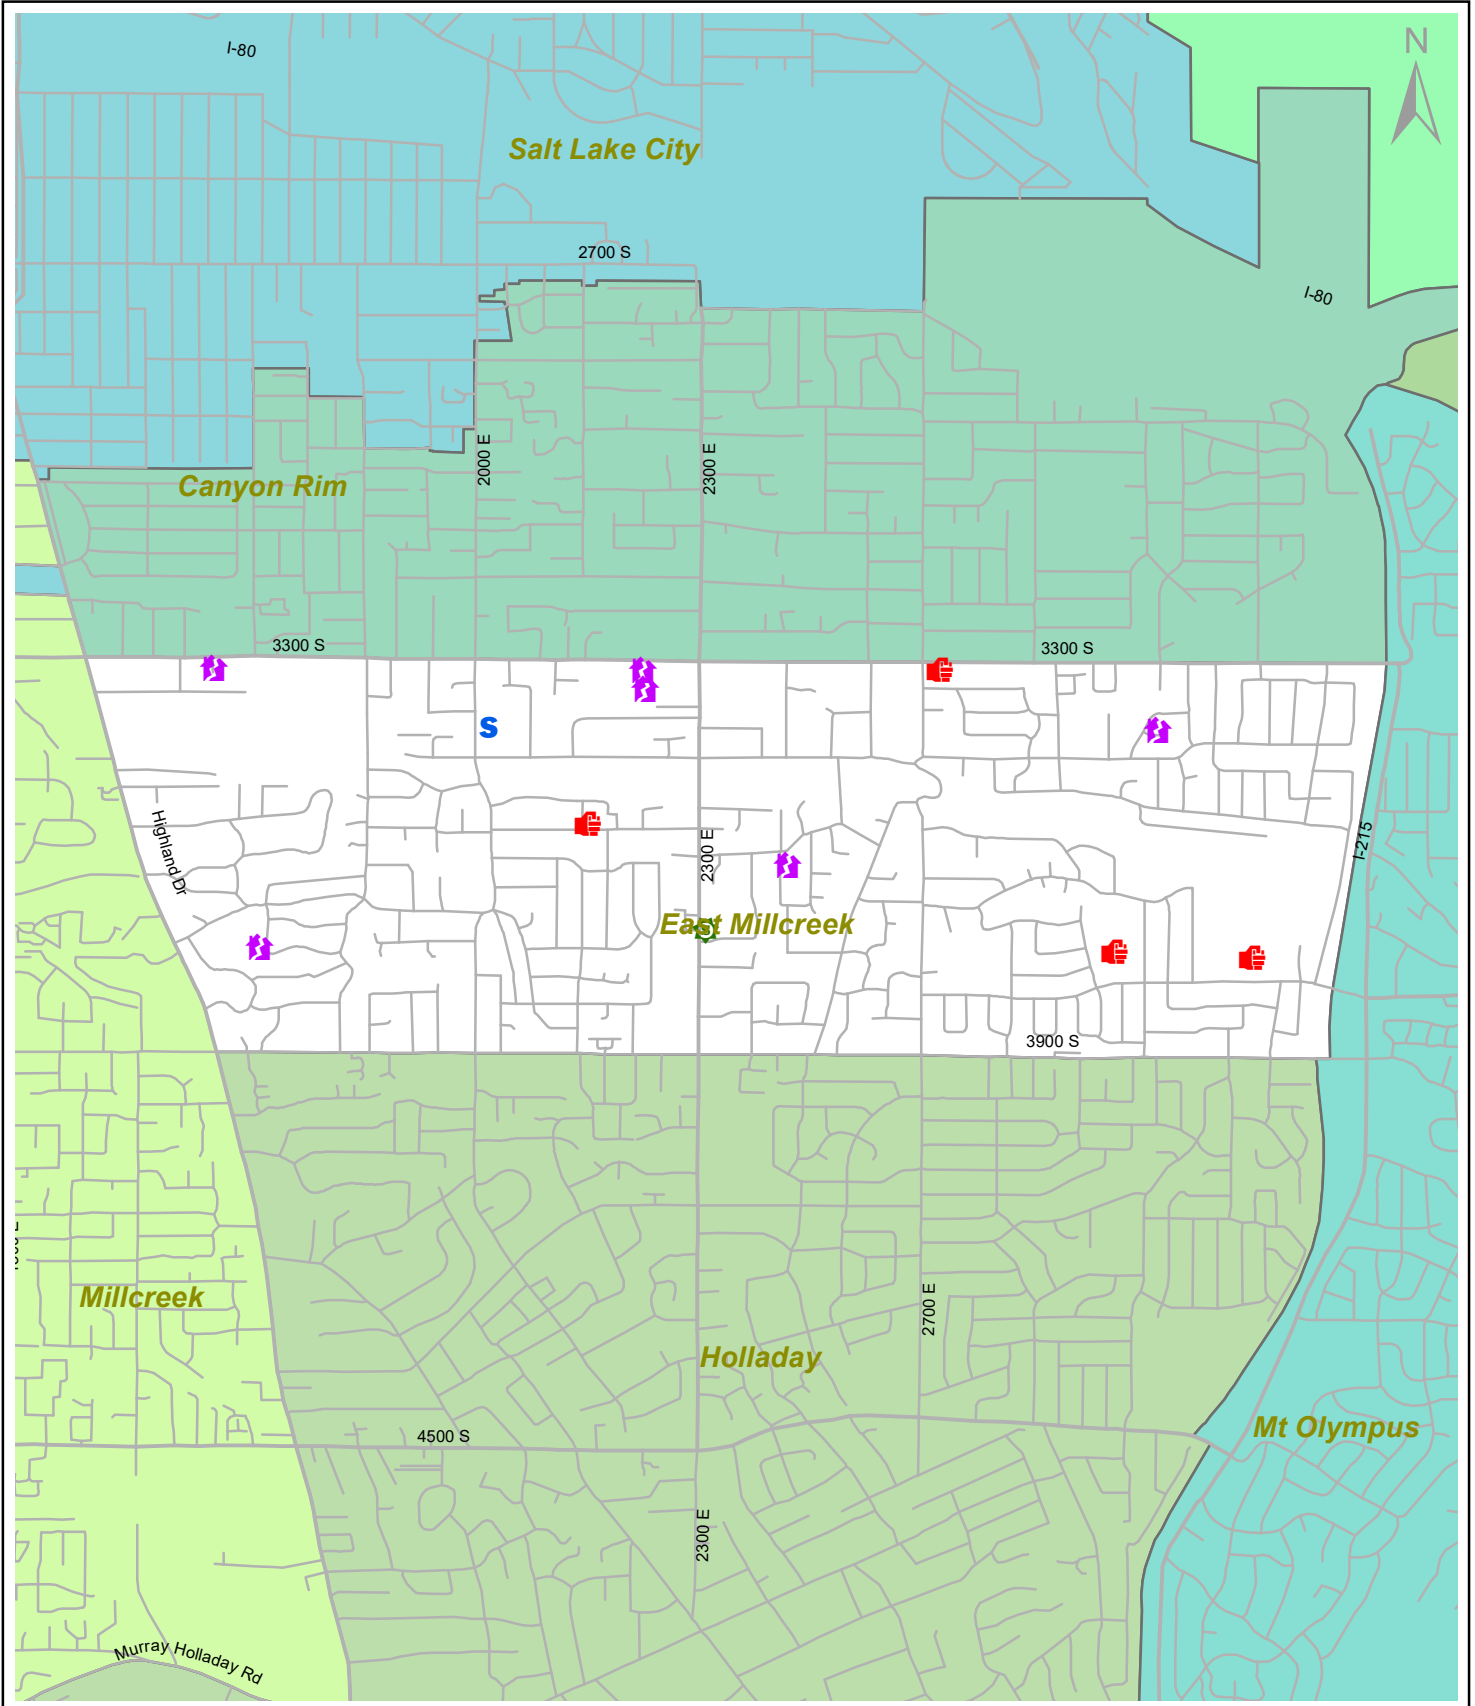 I-80
N
Salt Lake City
2700 S
I-80
2000 E
2300 E
Canyon Rim
3300 S
3300 S
S
Highland Dr
2300 E
I-215
East Millcreek
3900 S
Millcreek
2700 E
Holladay
Mt Olympus
4500 S
2300 E
Murray Holladay Rd